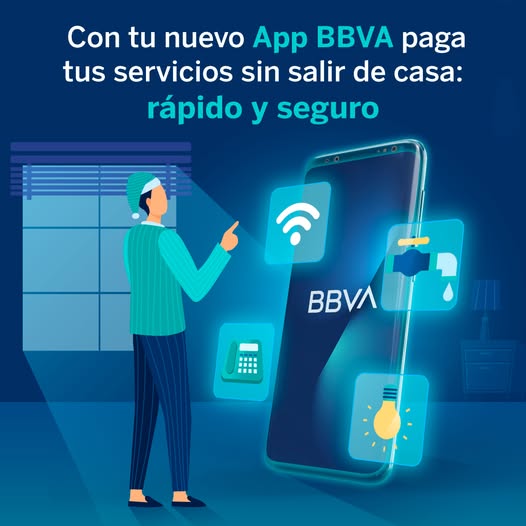 Con tu nuevo App BBVA paga
tus servicios sin salir de casa:
rápido y seguro
BBVA